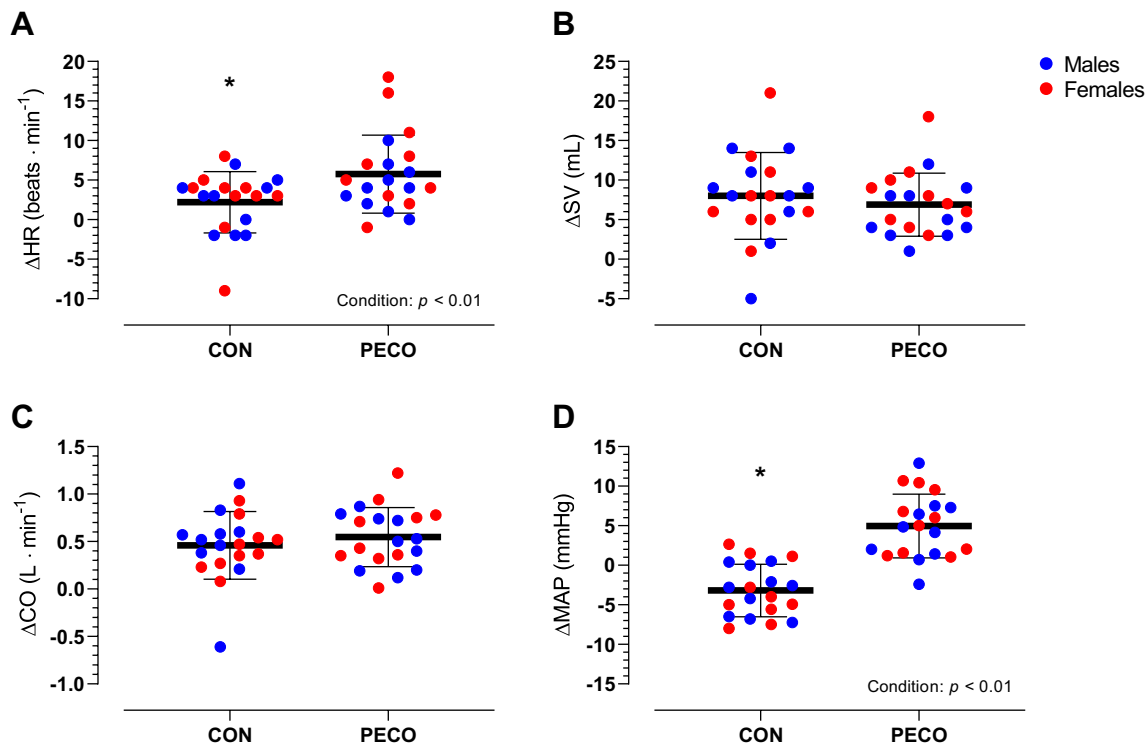 A
ΔHR (beats · min⁻¹)
20
15
10
5
0
-5
-10
*
Condition: p < 0.01
CON PECO
B
ΔSV (mL)
25
20
15
10
5
0
-5
CON PECO
Males
Females
C
ΔCO (L · min⁻¹)
1.5
1.0
0.5
0.0
-0.5
-1.0
CON PECO
D
ΔMAP (mmHg)
15
10
5
0
-5
-10
-15
*
Condition: p < 0.01
CON PECO